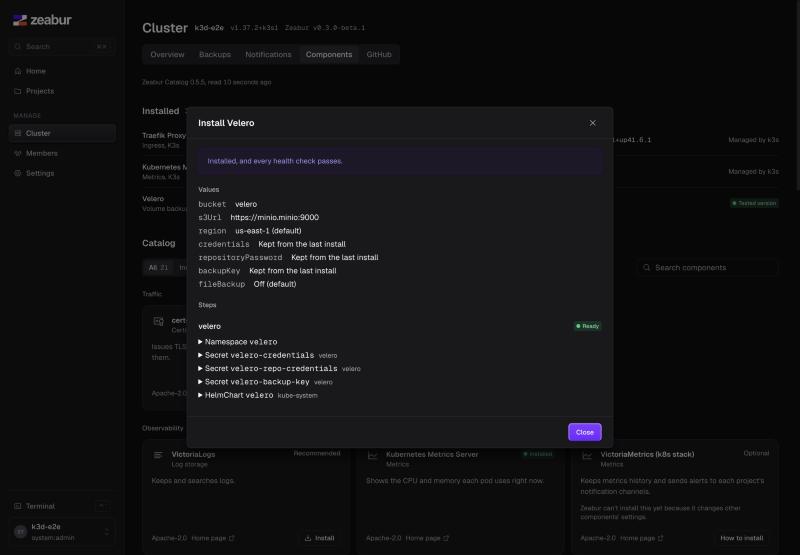 zeabur
Search ⌘K
Home
Projects
MANAGE
Cluster
Members
Settings
Terminal
k3d-e2e
system:admin
Cluster k3d-e2e v1.37.2+k3s1 Zeabur v0.3.0-beta.1
Overview Backups Notifications Components GitHub
Zeabur Catalog 0.5.5, read 10 seconds ago
Installed
Traefik Proxy
Ingress, K3s
Managed by k3s
Kubernetes M
Metrics, K3s
Managed by k3s
Velero
Volume backu
Tested version
Catalog
All 21
Search components
Traffic
Issues TLS
them.
Apache-2.0
Install Velero
Installed, and every health check passes.
Values
bucket velero
s3Url https://minio.minio:9000
region us-east-1 (default)
credentials Kept from the last install
repositoryPassword Kept from the last install
backupKey Kept from the last install
fileBackup Off (default)
Steps
velero Ready
Namespace velero
Secret velero-credentials velero
Secret velero-repo-credentials velero
Secret velero-backup-key velero
HelmChart velero kube-system
Close
Observability
VictoriaLogs Recommended
Log storage
Keeps and searches logs.
Apache-2.0 Home page Install
Kubernetes Metrics Server Installed
Metrics
Shows the CPU and memory each pod uses right now.
Apache-2.0 Home page
VictoriaMetrics (k8s stack) Optional
Metrics
Keeps metrics history and sends alerts to each project's
notification channels.
Zeabur can't install this yet because it changes other
components' settings.
Apache-2.0 Home page How to install